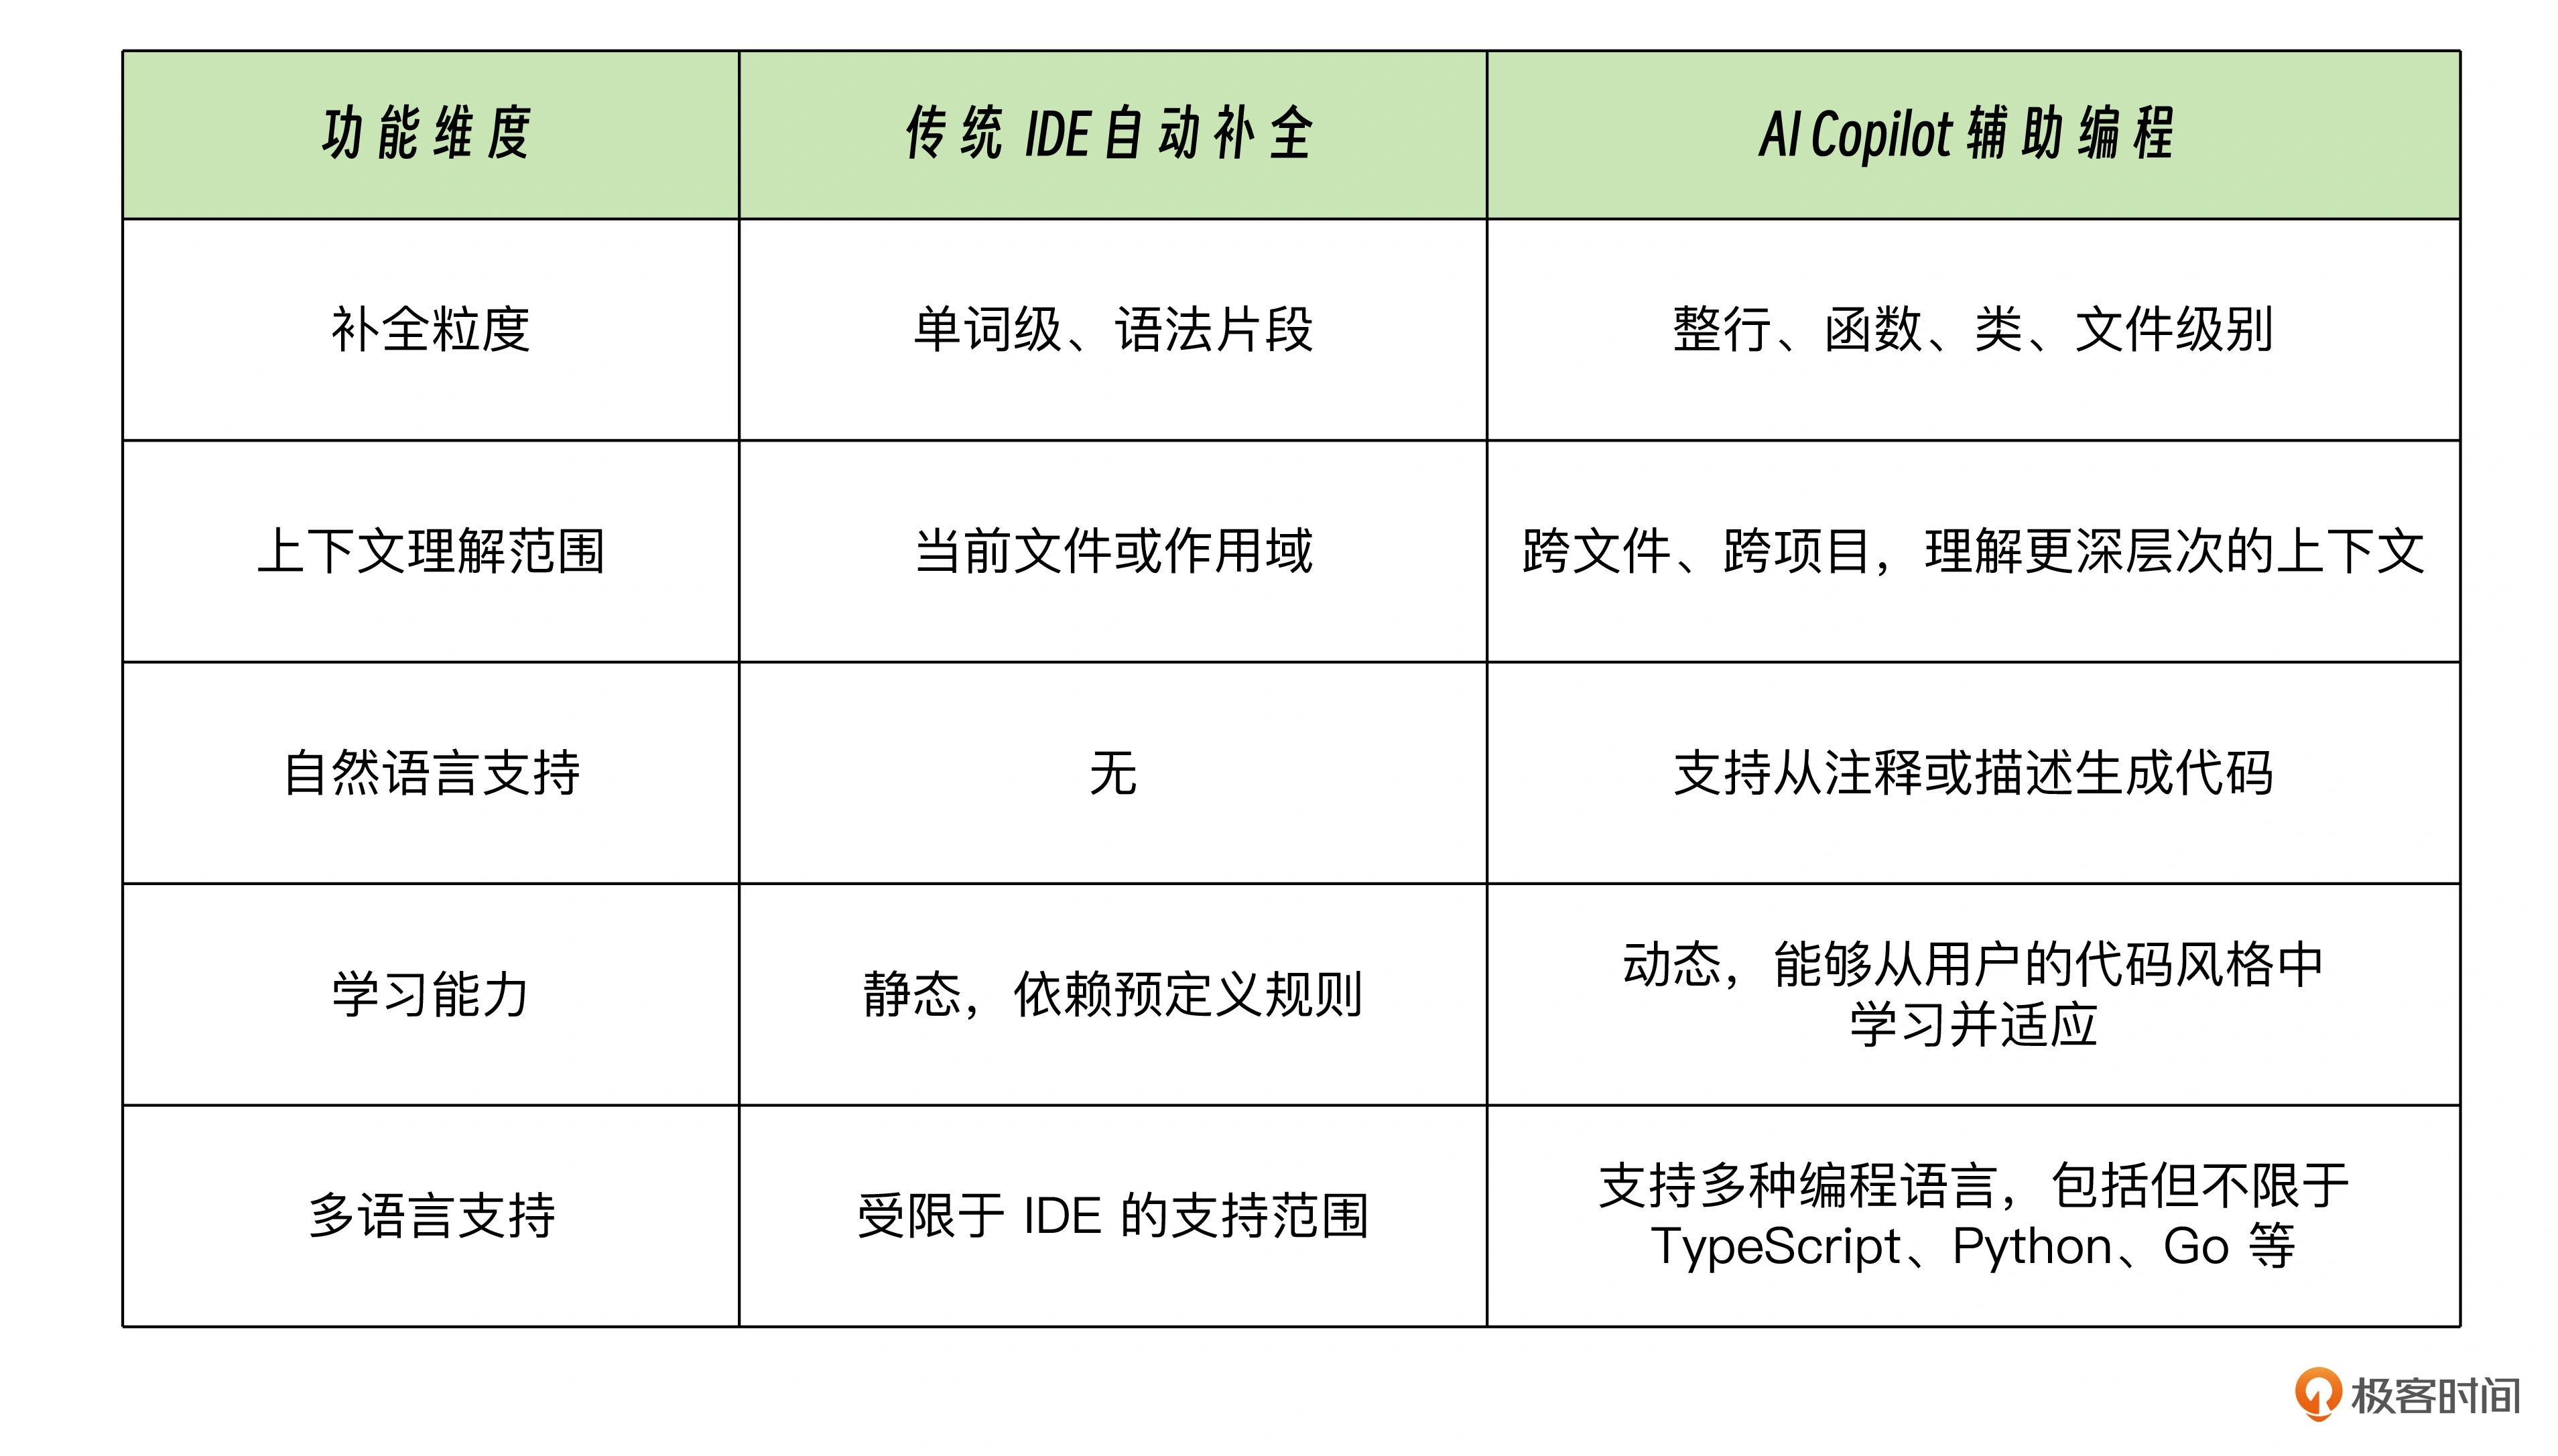 功能维度
传统 IDE 自动补全
AI Copilot 辅助编程
补全粒度
单词级、语法片段
整行、函数、类、文件级别
上下文理解范围
当前文件或作用域
跨文件、跨项目，理解更深层次的上下文
自然语言支持
无
支持从注释或描述生成代码
学习能力
静态，依赖预定义规则
动态，能够从用户的代码风格中
学习并适应
多语言支持
受限于 IDE 的支持范围
支持多种编程语言，包括但不限于
TypeScript、Python、Go 等
极客时间